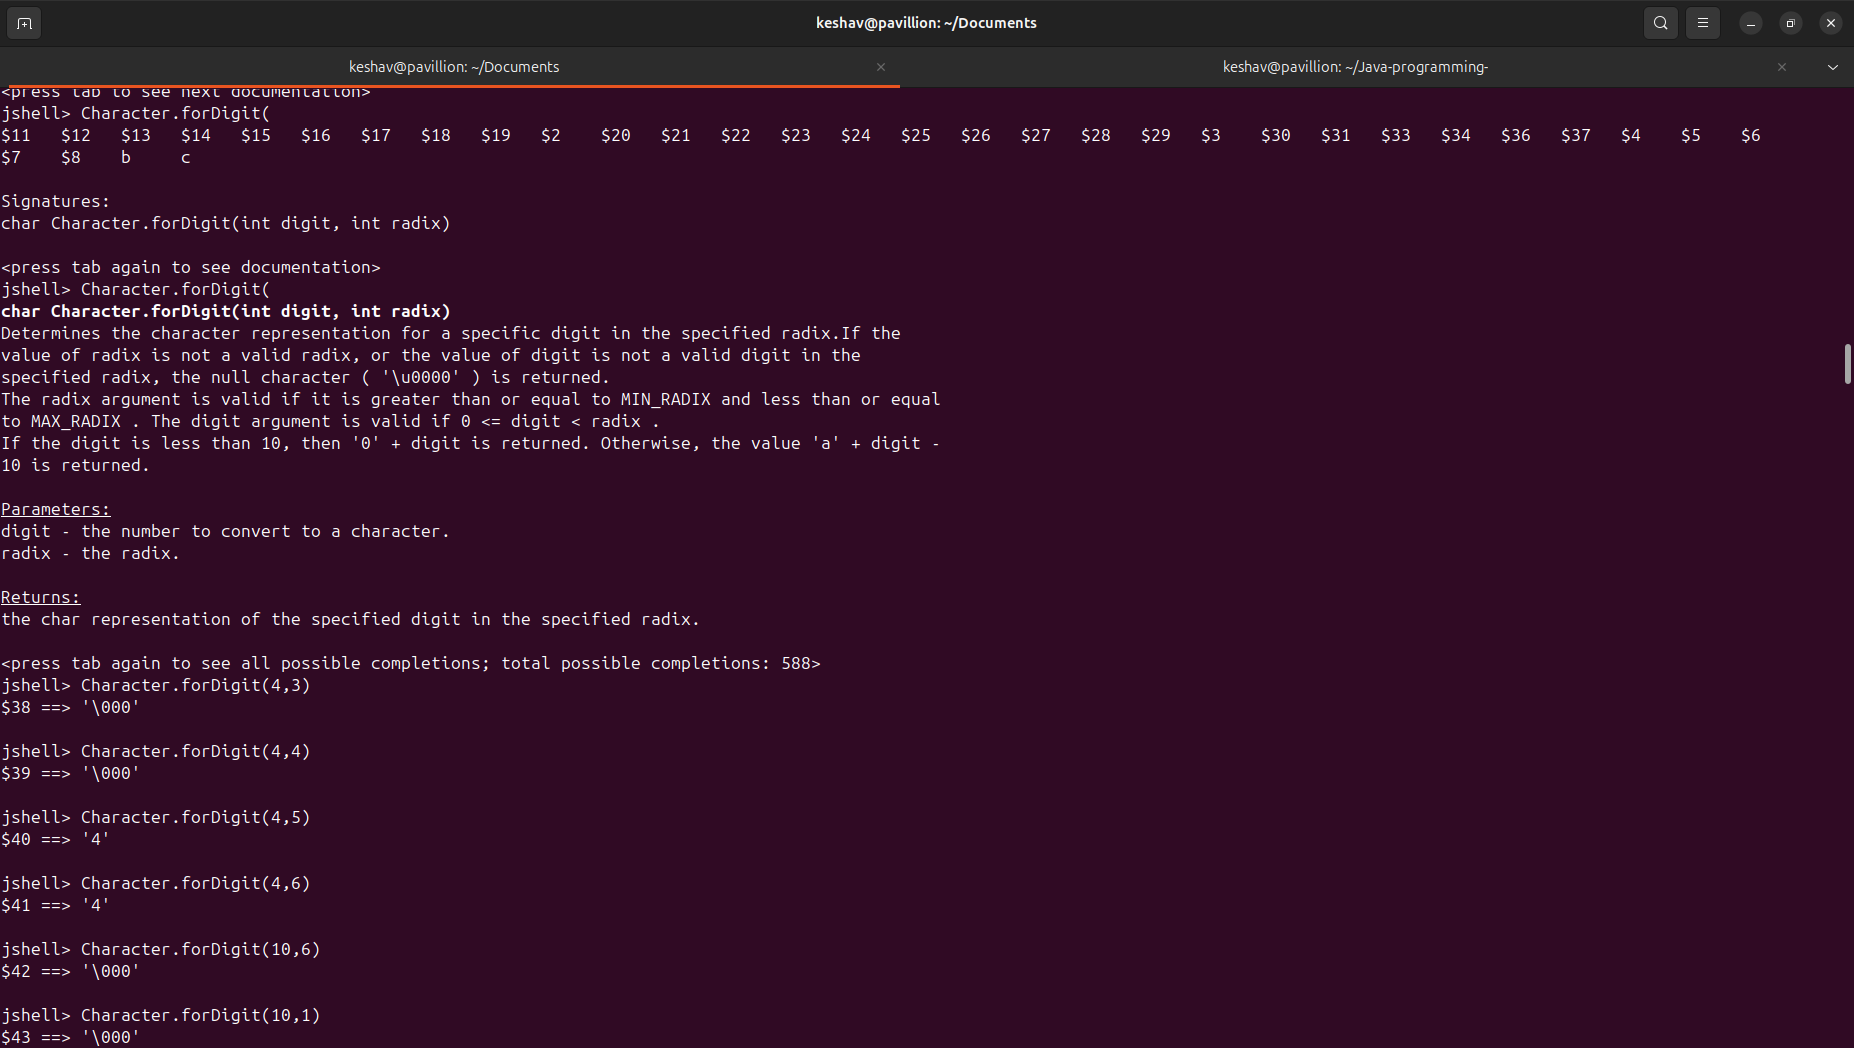 keshav@pavillion: ~/Documents
keshav@pavillion: ~/Documents
keshav@pavillion: ~/Java-programming-
<press tab to see next documentation>
jshell> Character.forDigit(
$11   $12   $13   $14   $15   $16   $17   $18   $19   $2    $20   $21   $22   $23   $24   $25   $26   $27   $28   $29   $3    $30   $31   $33   $34   $36   $37   $4    $5    $6
$7    $8    b     c
Signatures:
char Character.forDigit(int digit, int radix)
<press tab again to see documentation>
jshell> Character.forDigit(
char Character.forDigit(int digit, int radix)
Determines the character representation for a specific digit in the specified radix.If the
value of radix is not a valid radix, or the value of digit is not a valid digit in the
specified radix, the null character ( '\u0000' ) is returned.
The radix argument is valid if it is greater than or equal to MIN_RADIX and less than or equal
to MAX_RADIX . The digit argument is valid if 0 <= digit < radix .
If the digit is less than 10, then '0' + digit is returned. Otherwise, the value 'a' + digit -
10 is returned.
Parameters:
digit - the number to convert to a character.
radix - the radix.
Returns:
the char representation of the specified digit in the specified radix.
<press tab again to see all possible completions; total possible completions: 588>
jshell> Character.forDigit(4,3)
$38 ==> '\000'
jshell> Character.forDigit(4,4)
$39 ==> '\000'
jshell> Character.forDigit(4,5)
$40 ==> '4'
jshell> Character.forDigit(4,6)
$41 ==> '4'
jshell> Character.forDigit(10,6)
$42 ==> '\000'
jshell> Character.forDigit(10,1)
$43 ==> '\000'